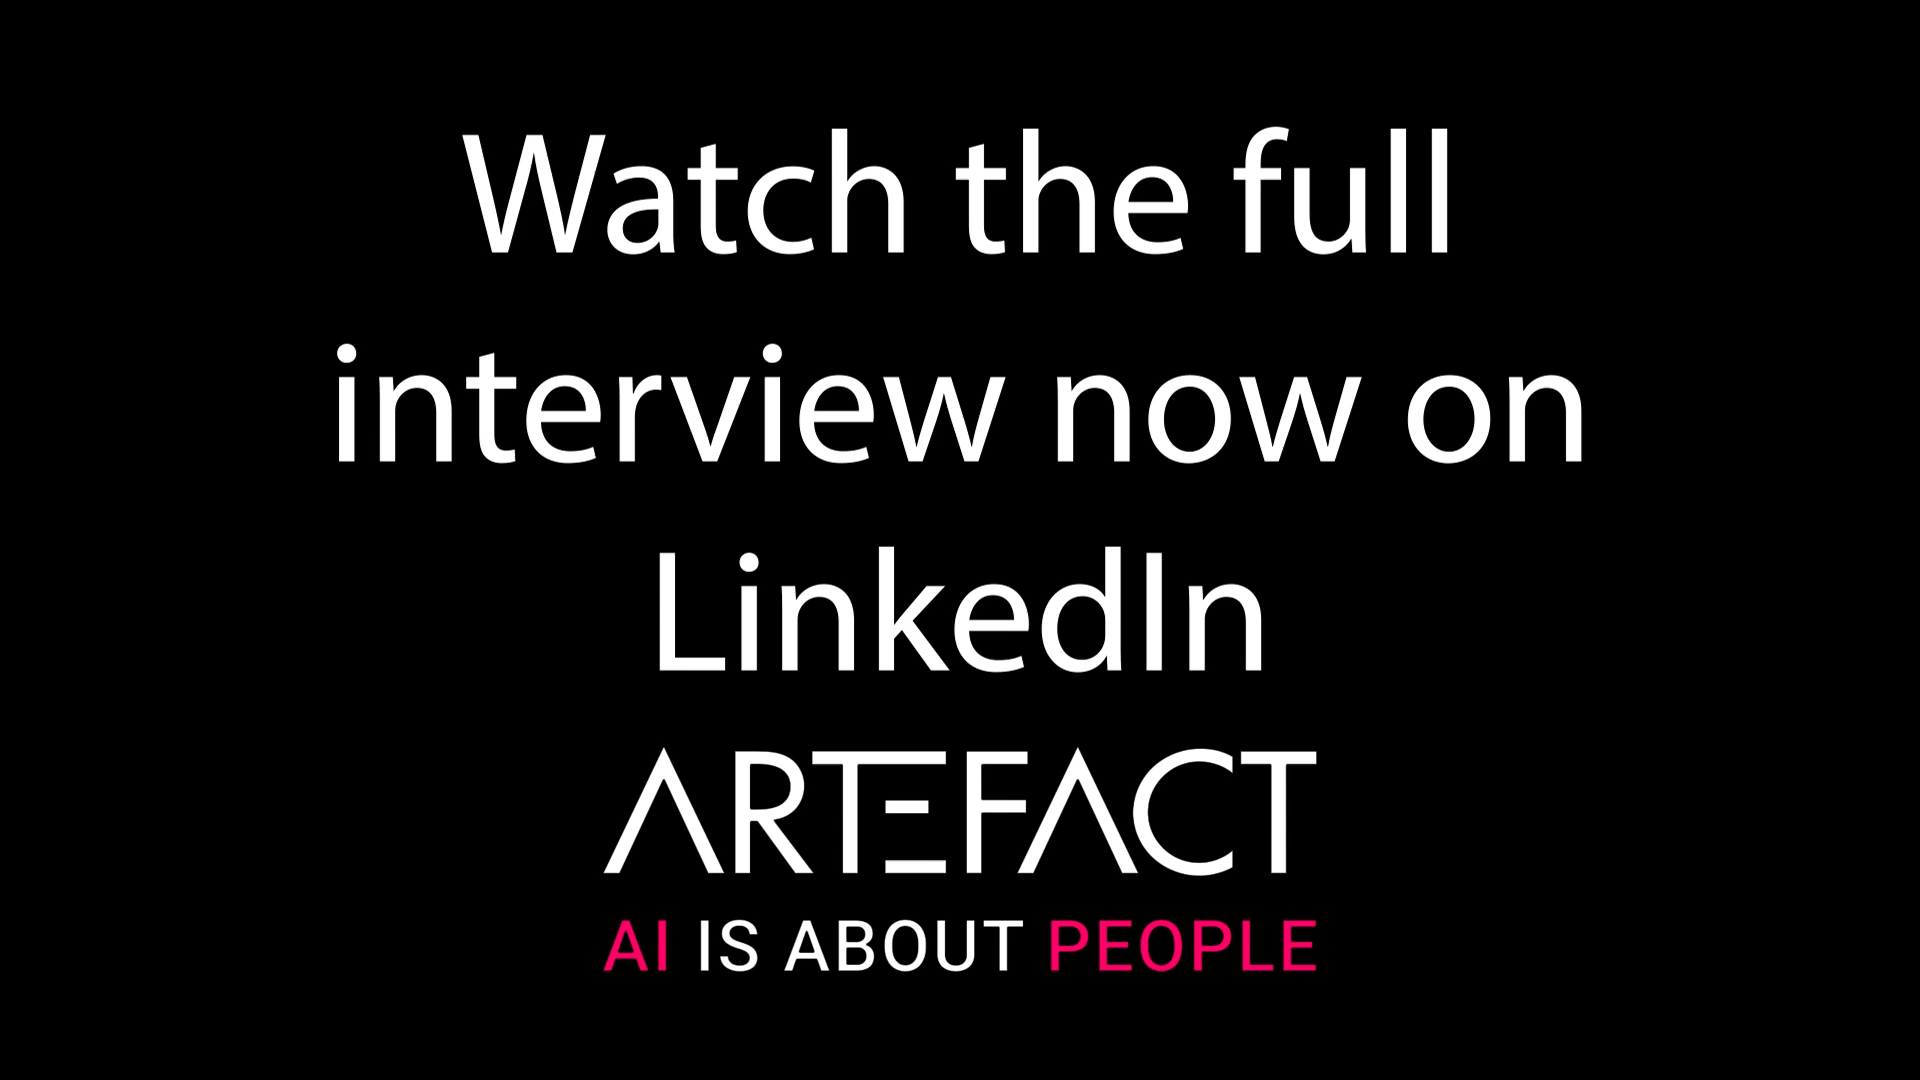 Watch the full
interview now on
LinkedIn
ARTEFACT
AI IS ABOUT PEOPLE